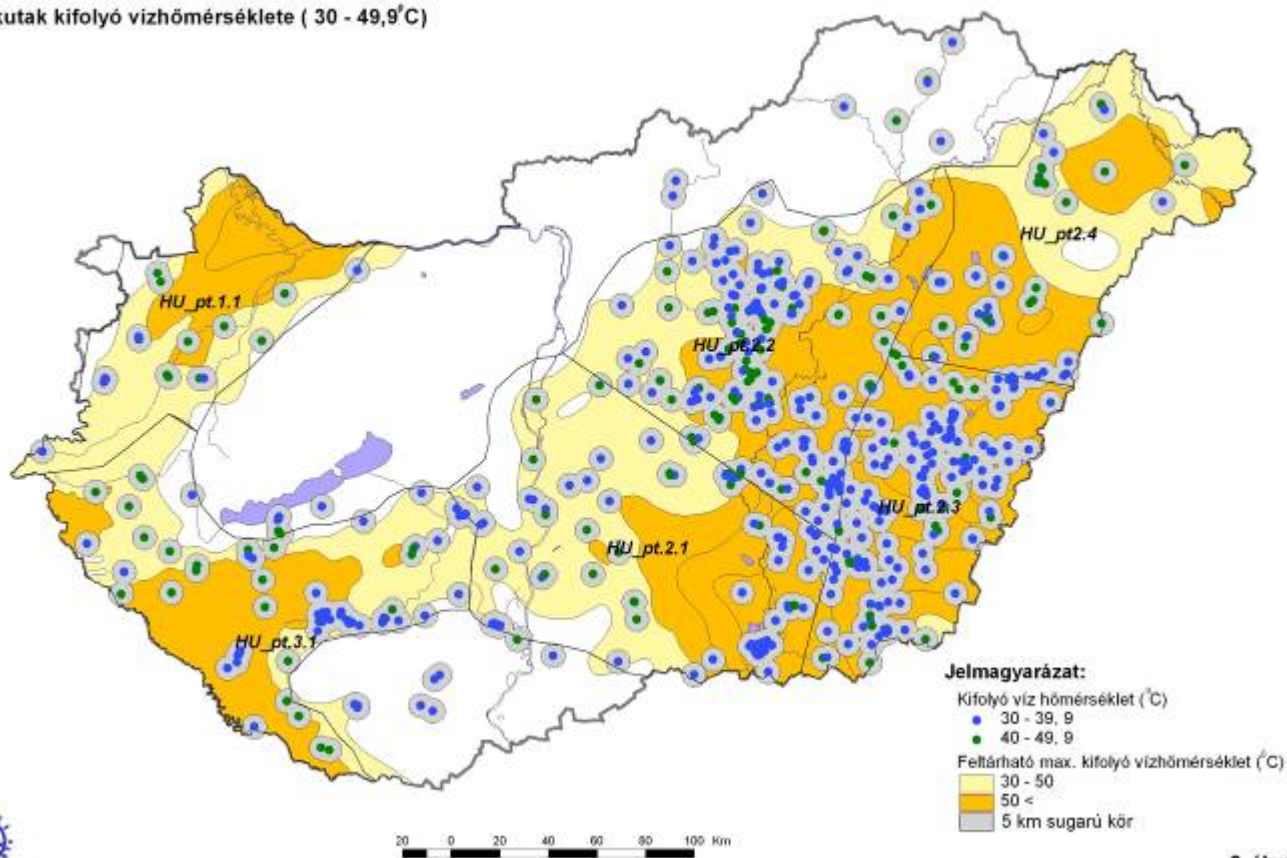 kutak kifolyó vízhőmérséklete ( 30 - 49,9°C)
HU_pt.1.1
HU_pt2.4
HU_pt.2.2
HU_pt.2.3
HU_pt.2.1
HU_pt.3.1
Jelmagyarázat:
Kifolyó víz hőmérséklet (°C)
30 - 39, 9
40 - 49, 9
Feltárható max. kifolyó vízhőmérséklet (°C)
30 - 50
50 <
5 km sugarú kör
20 0 20 40 60 80 100 Km